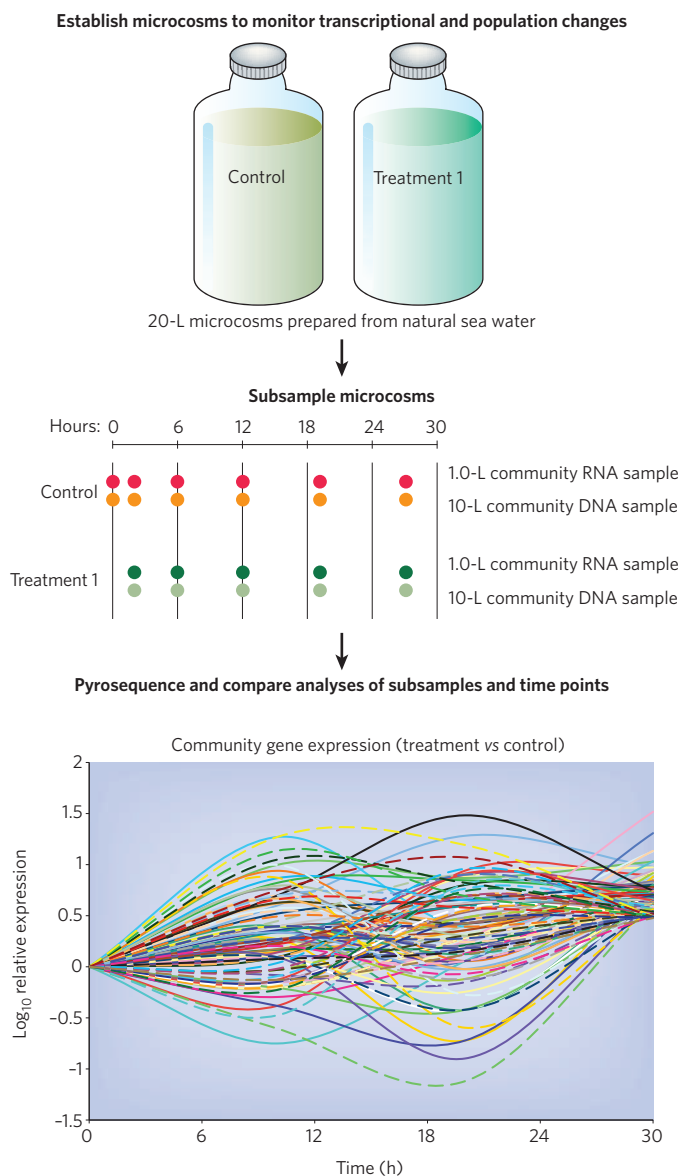 Establish microcosms to monitor transcriptional and population changes
Control
Treatment 1
20-L microcosms prepared from natural sea water
Subsample microcosms
Hours: 0 6 12 18 24 30
Control
1.0-L community RNA sample
10-L community DNA sample
Treatment 1
1.0-L community RNA sample
10-L community DNA sample
Pyrosequence and compare analyses of subsamples and time points
Community gene expression (treatment vs control)
Log10 relative expression
2
1.5
1
0.5
0
–0.5
–1
–1.5
0 6 12 18 24 30
Time (h)